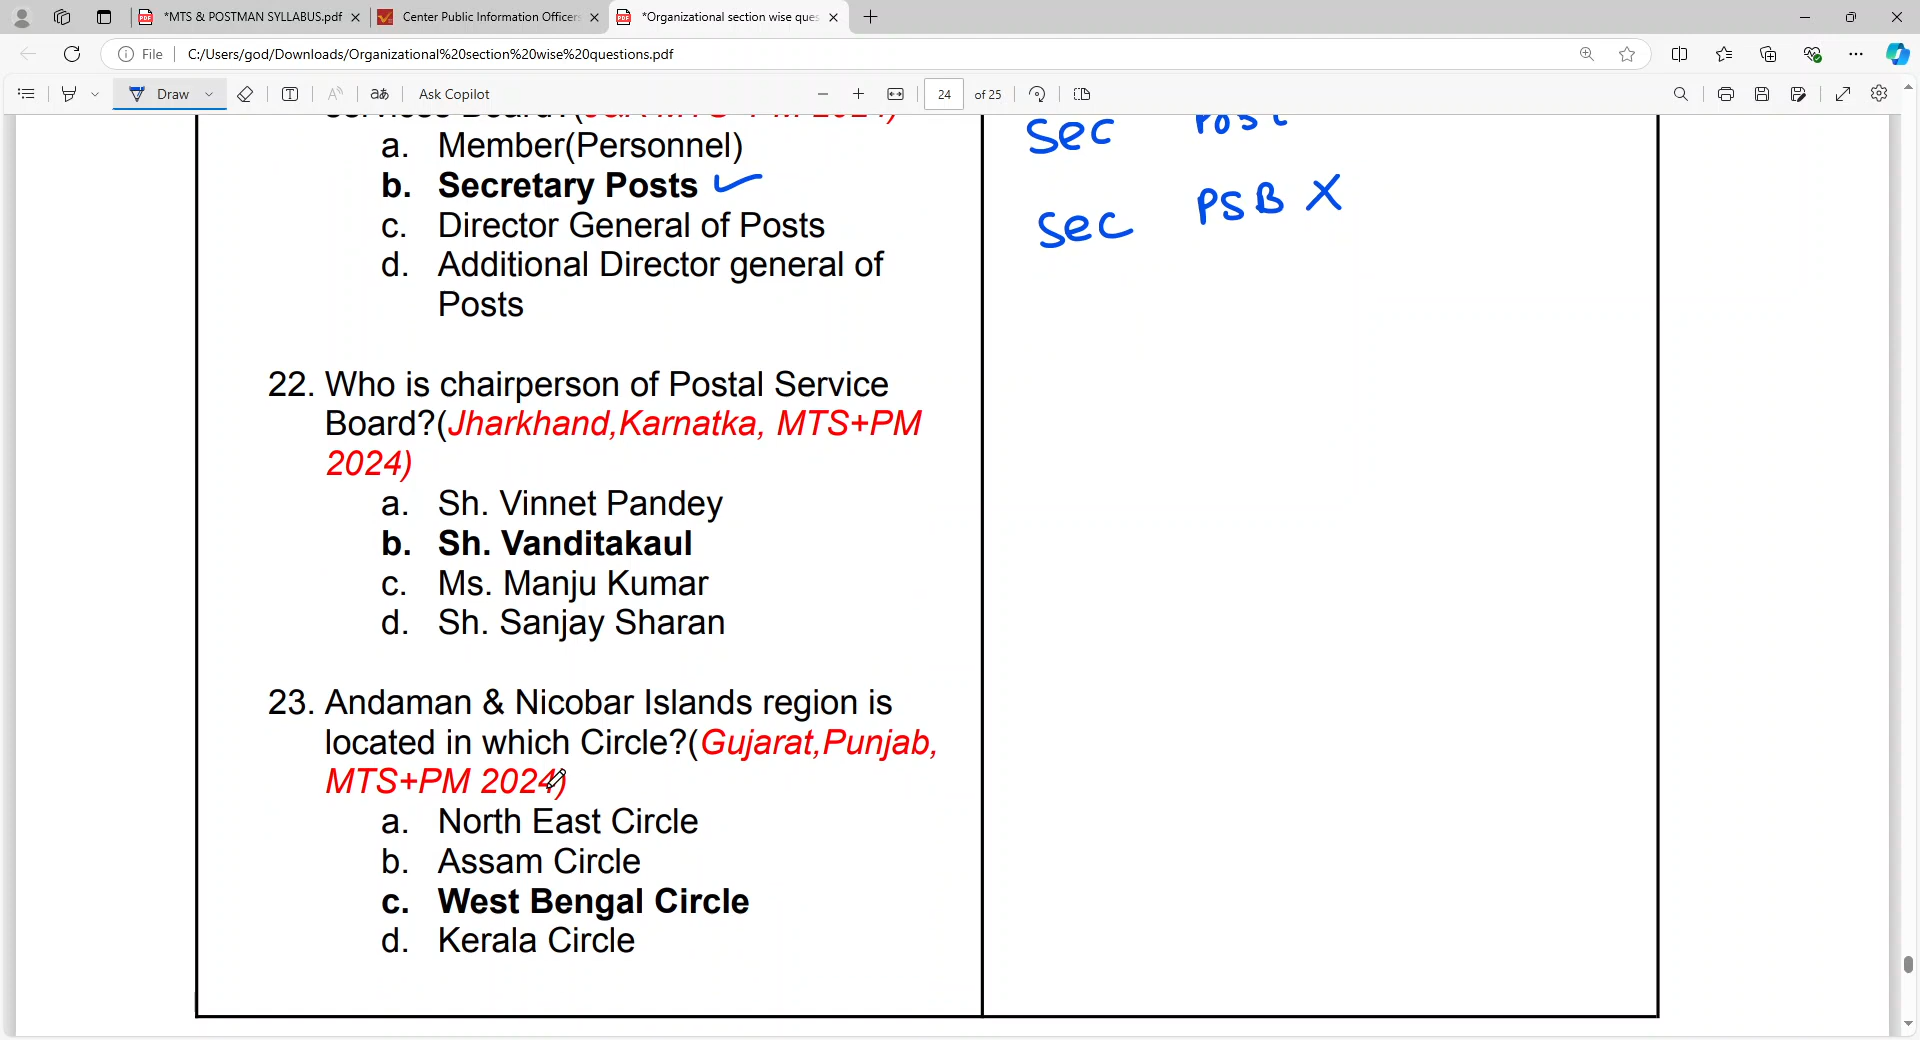 *MTS & POSTMAN SYLLABUS.pdf
Center Public Information Officers
*Organizational section wise ques
File
C:/Users/god/Downloads/Organizational%20section%20wise%20questions.pdf
Draw
Ask Copilot
24 of 25
a. Member(Personnel)
b. Secretary Posts
c. Director General of Posts
d. Additional Director general of
Posts
22. Who is chairperson of Postal Service
Board?(Jharkhand,Karnatka, MTS+PM
2024)
a. Sh. Vinnet Pandey
b. Sh. Vanditakaul
c. Ms. Manju Kumar
d. Sh. Sanjay Sharan
23. Andaman & Nicobar Islands region is
located in which Circle?(Gujarat,Punjab,
MTS+PM 2024)
a. North East Circle
b. Assam Circle
c. West Bengal Circle
d. Kerala Circle
Sec Post
Sec PSB X